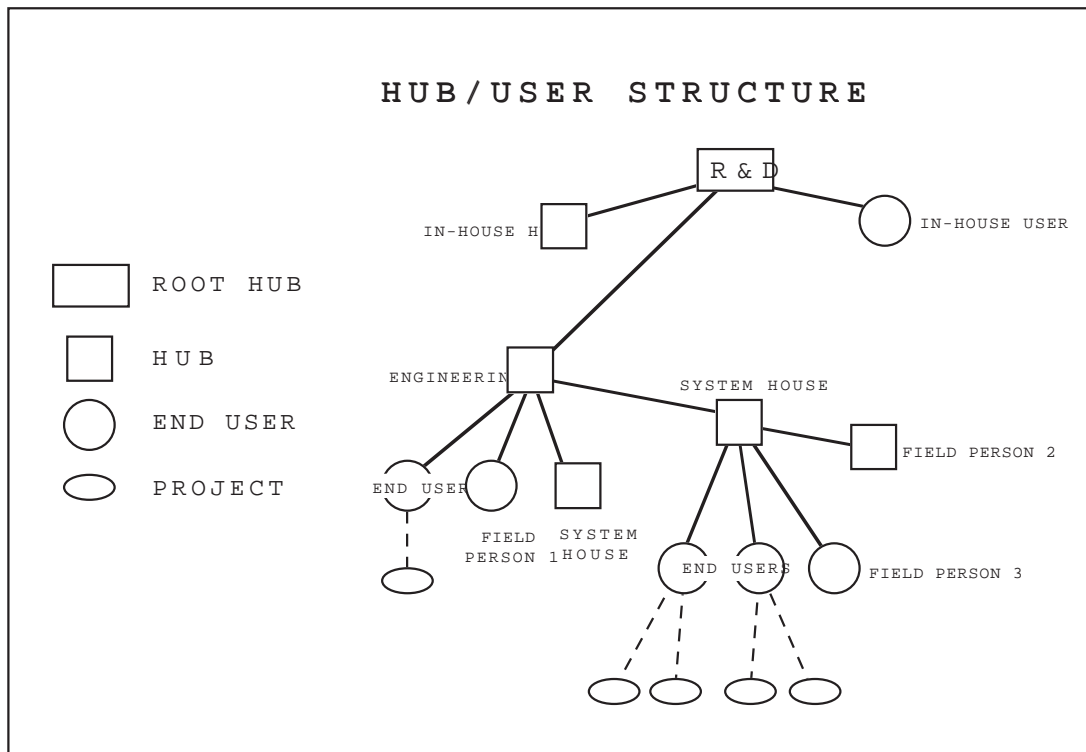 HUB/USER STRUCTURE
R & D
IN-HOUSE H
IN-HOUSE USER
ROOT HUB
HUB
END USER
PROJECT
ENGINEERIN
SYSTEM HOUSE
FIELD PERSON 2
END USER
FIELD
PERSON 1
SYSTEM
HOUSE
END USERS
FIELD PERSON 3